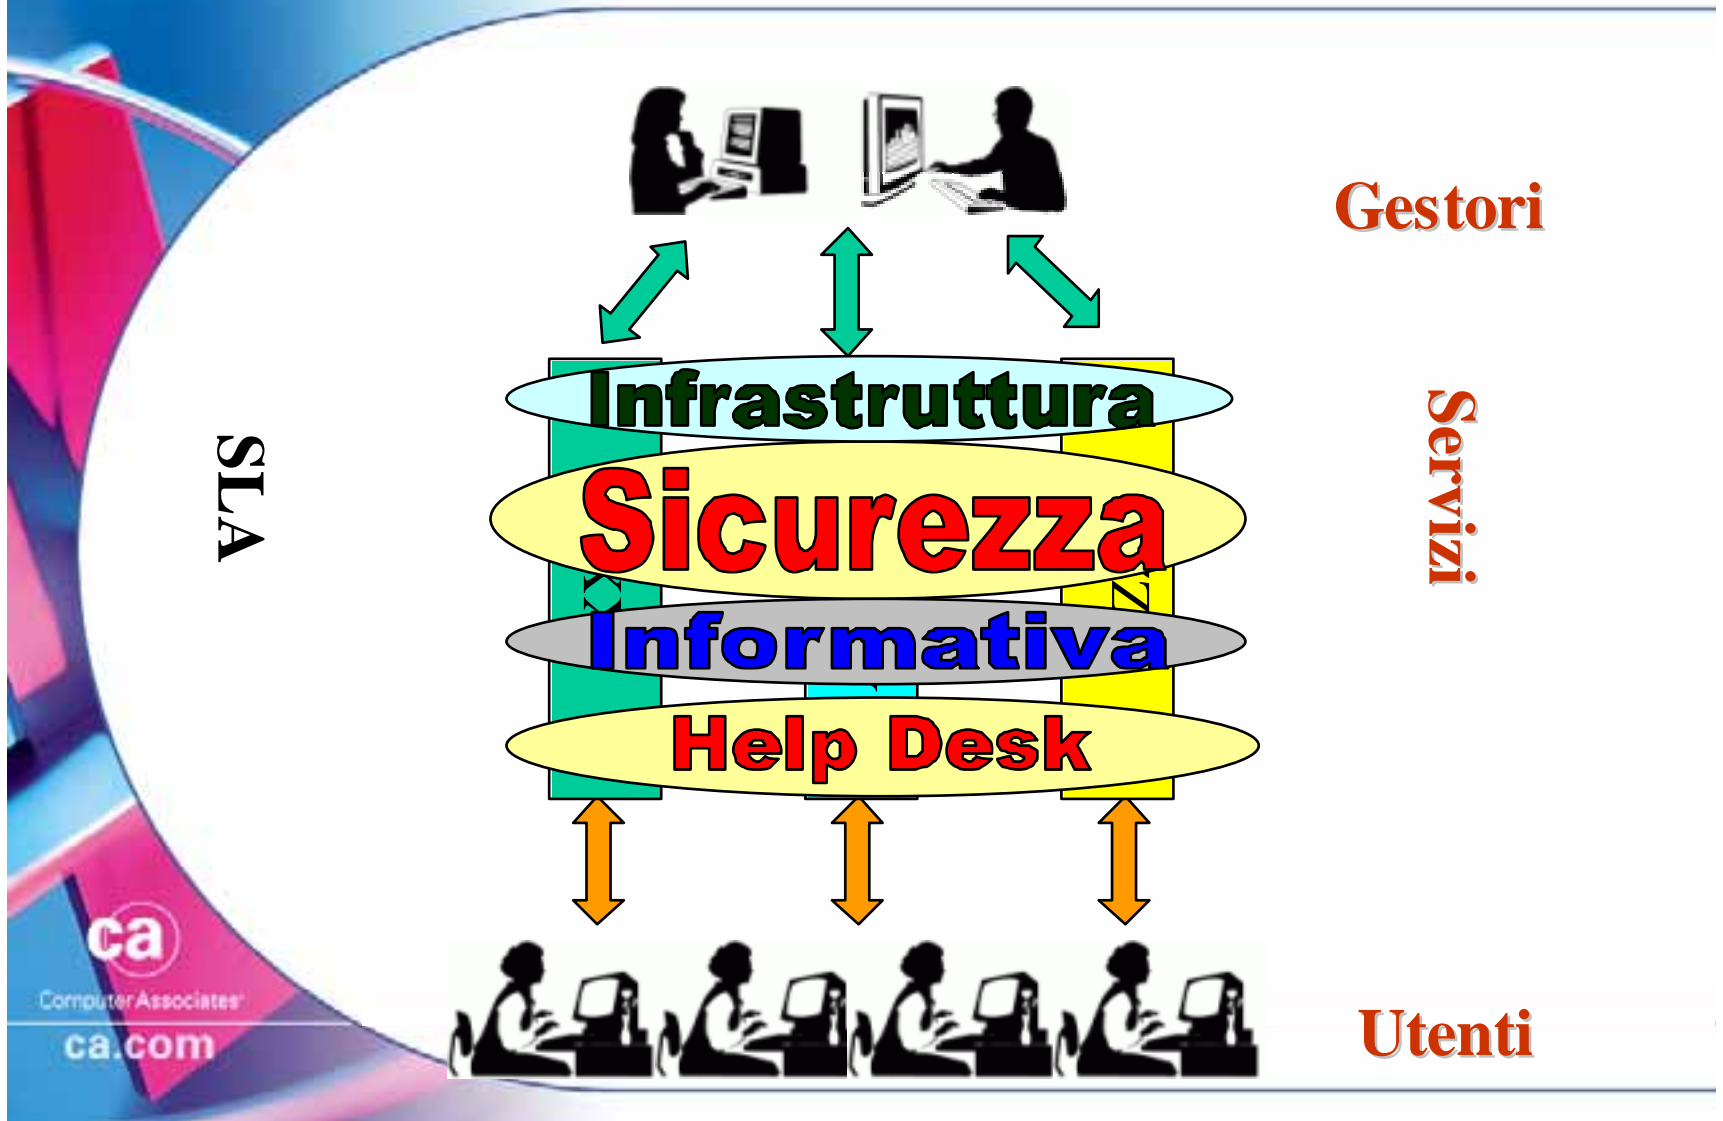 Gestori
Infrastruttura
SLA
Servizi
Sicurezza
Informativa
Help Desk
ca
Computer Associates
ca.com
Utenti